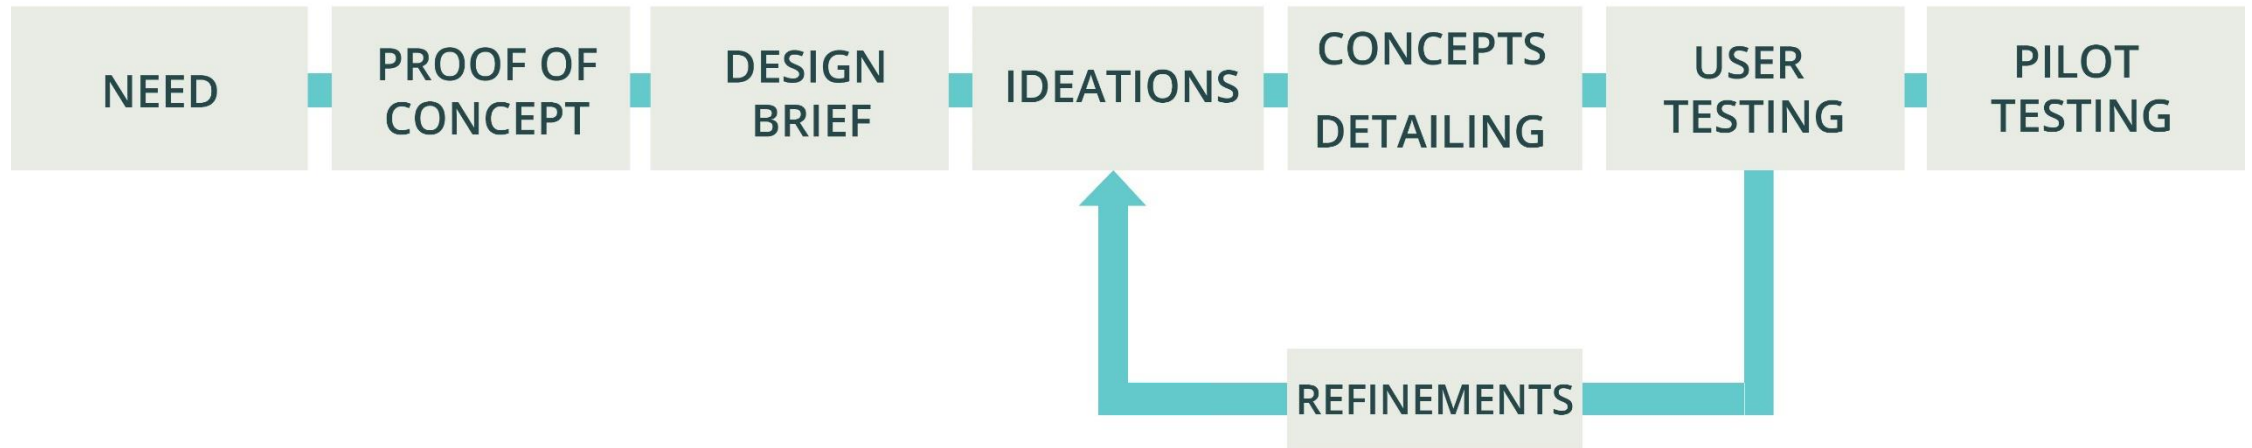 NEED
PROOF OF
CONCEPT
DESIGN
BRIEF
IDEATIONS
CONCEPTS
DETAILING
USER
TESTING
PILOT
TESTING
REFINEMENTS